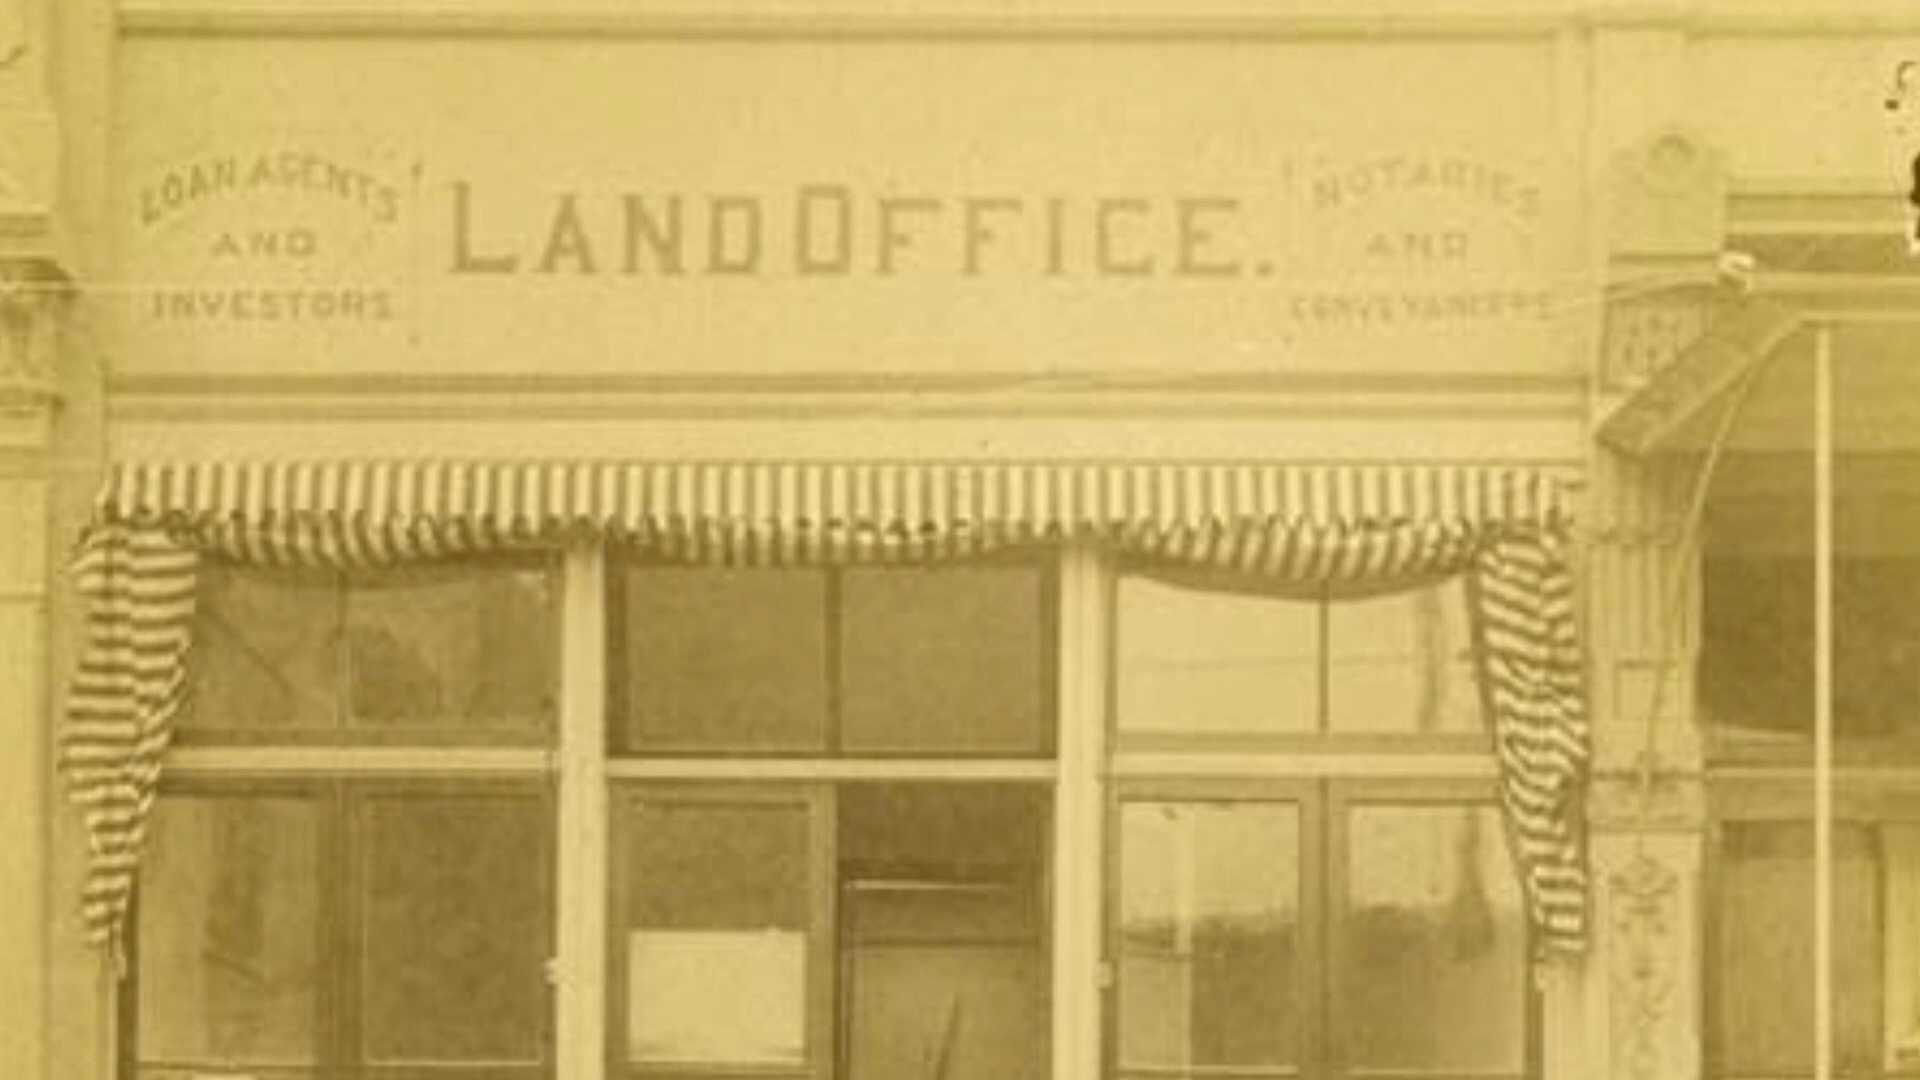 LOAN AGENTS
AND
INVESTORS
LAND OFFICE.
NOTARIES
AND
CONVEYANCERS